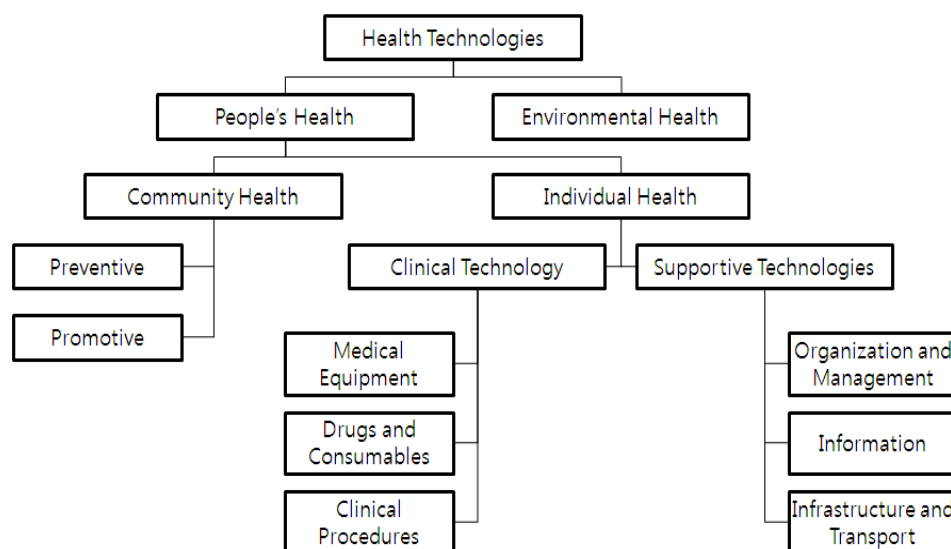 Health Technologies
People's Health
Environmental Health
Community Health
Individual Health
Preventive
Clinical Technology
Supportive Technologies
Promotive
Medical
Equipment
Organization and
Management
Drugs and
Consumables
Information
Clinical
Procedures
Infrastructure and
Transport